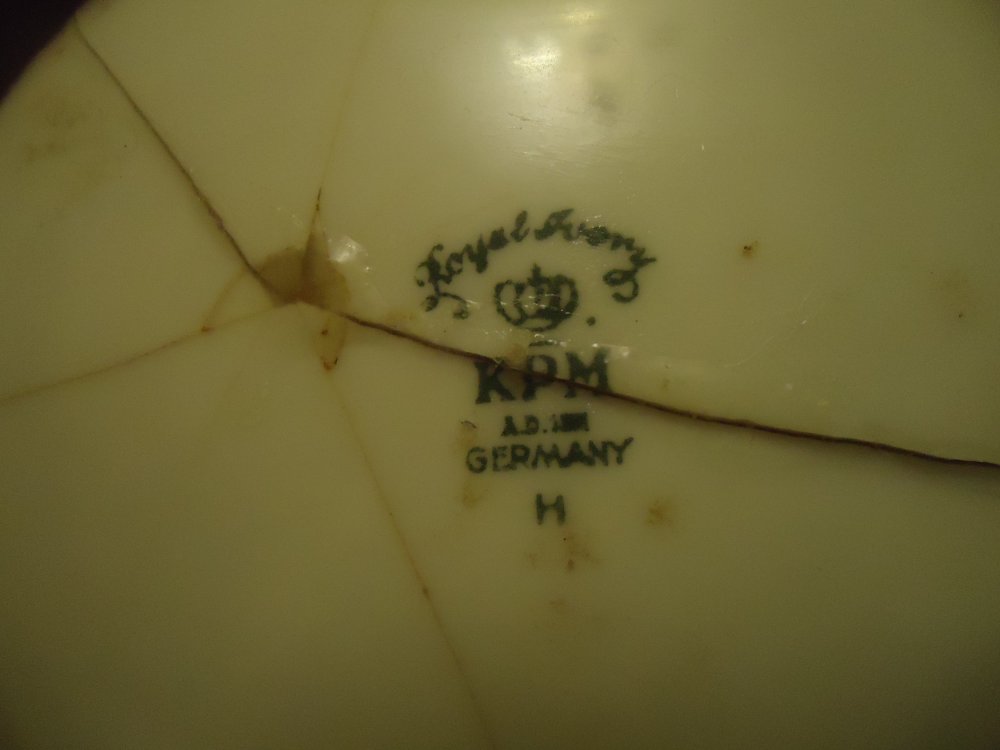 Royal Ivory
KPM
A.D.
GERMANY
H